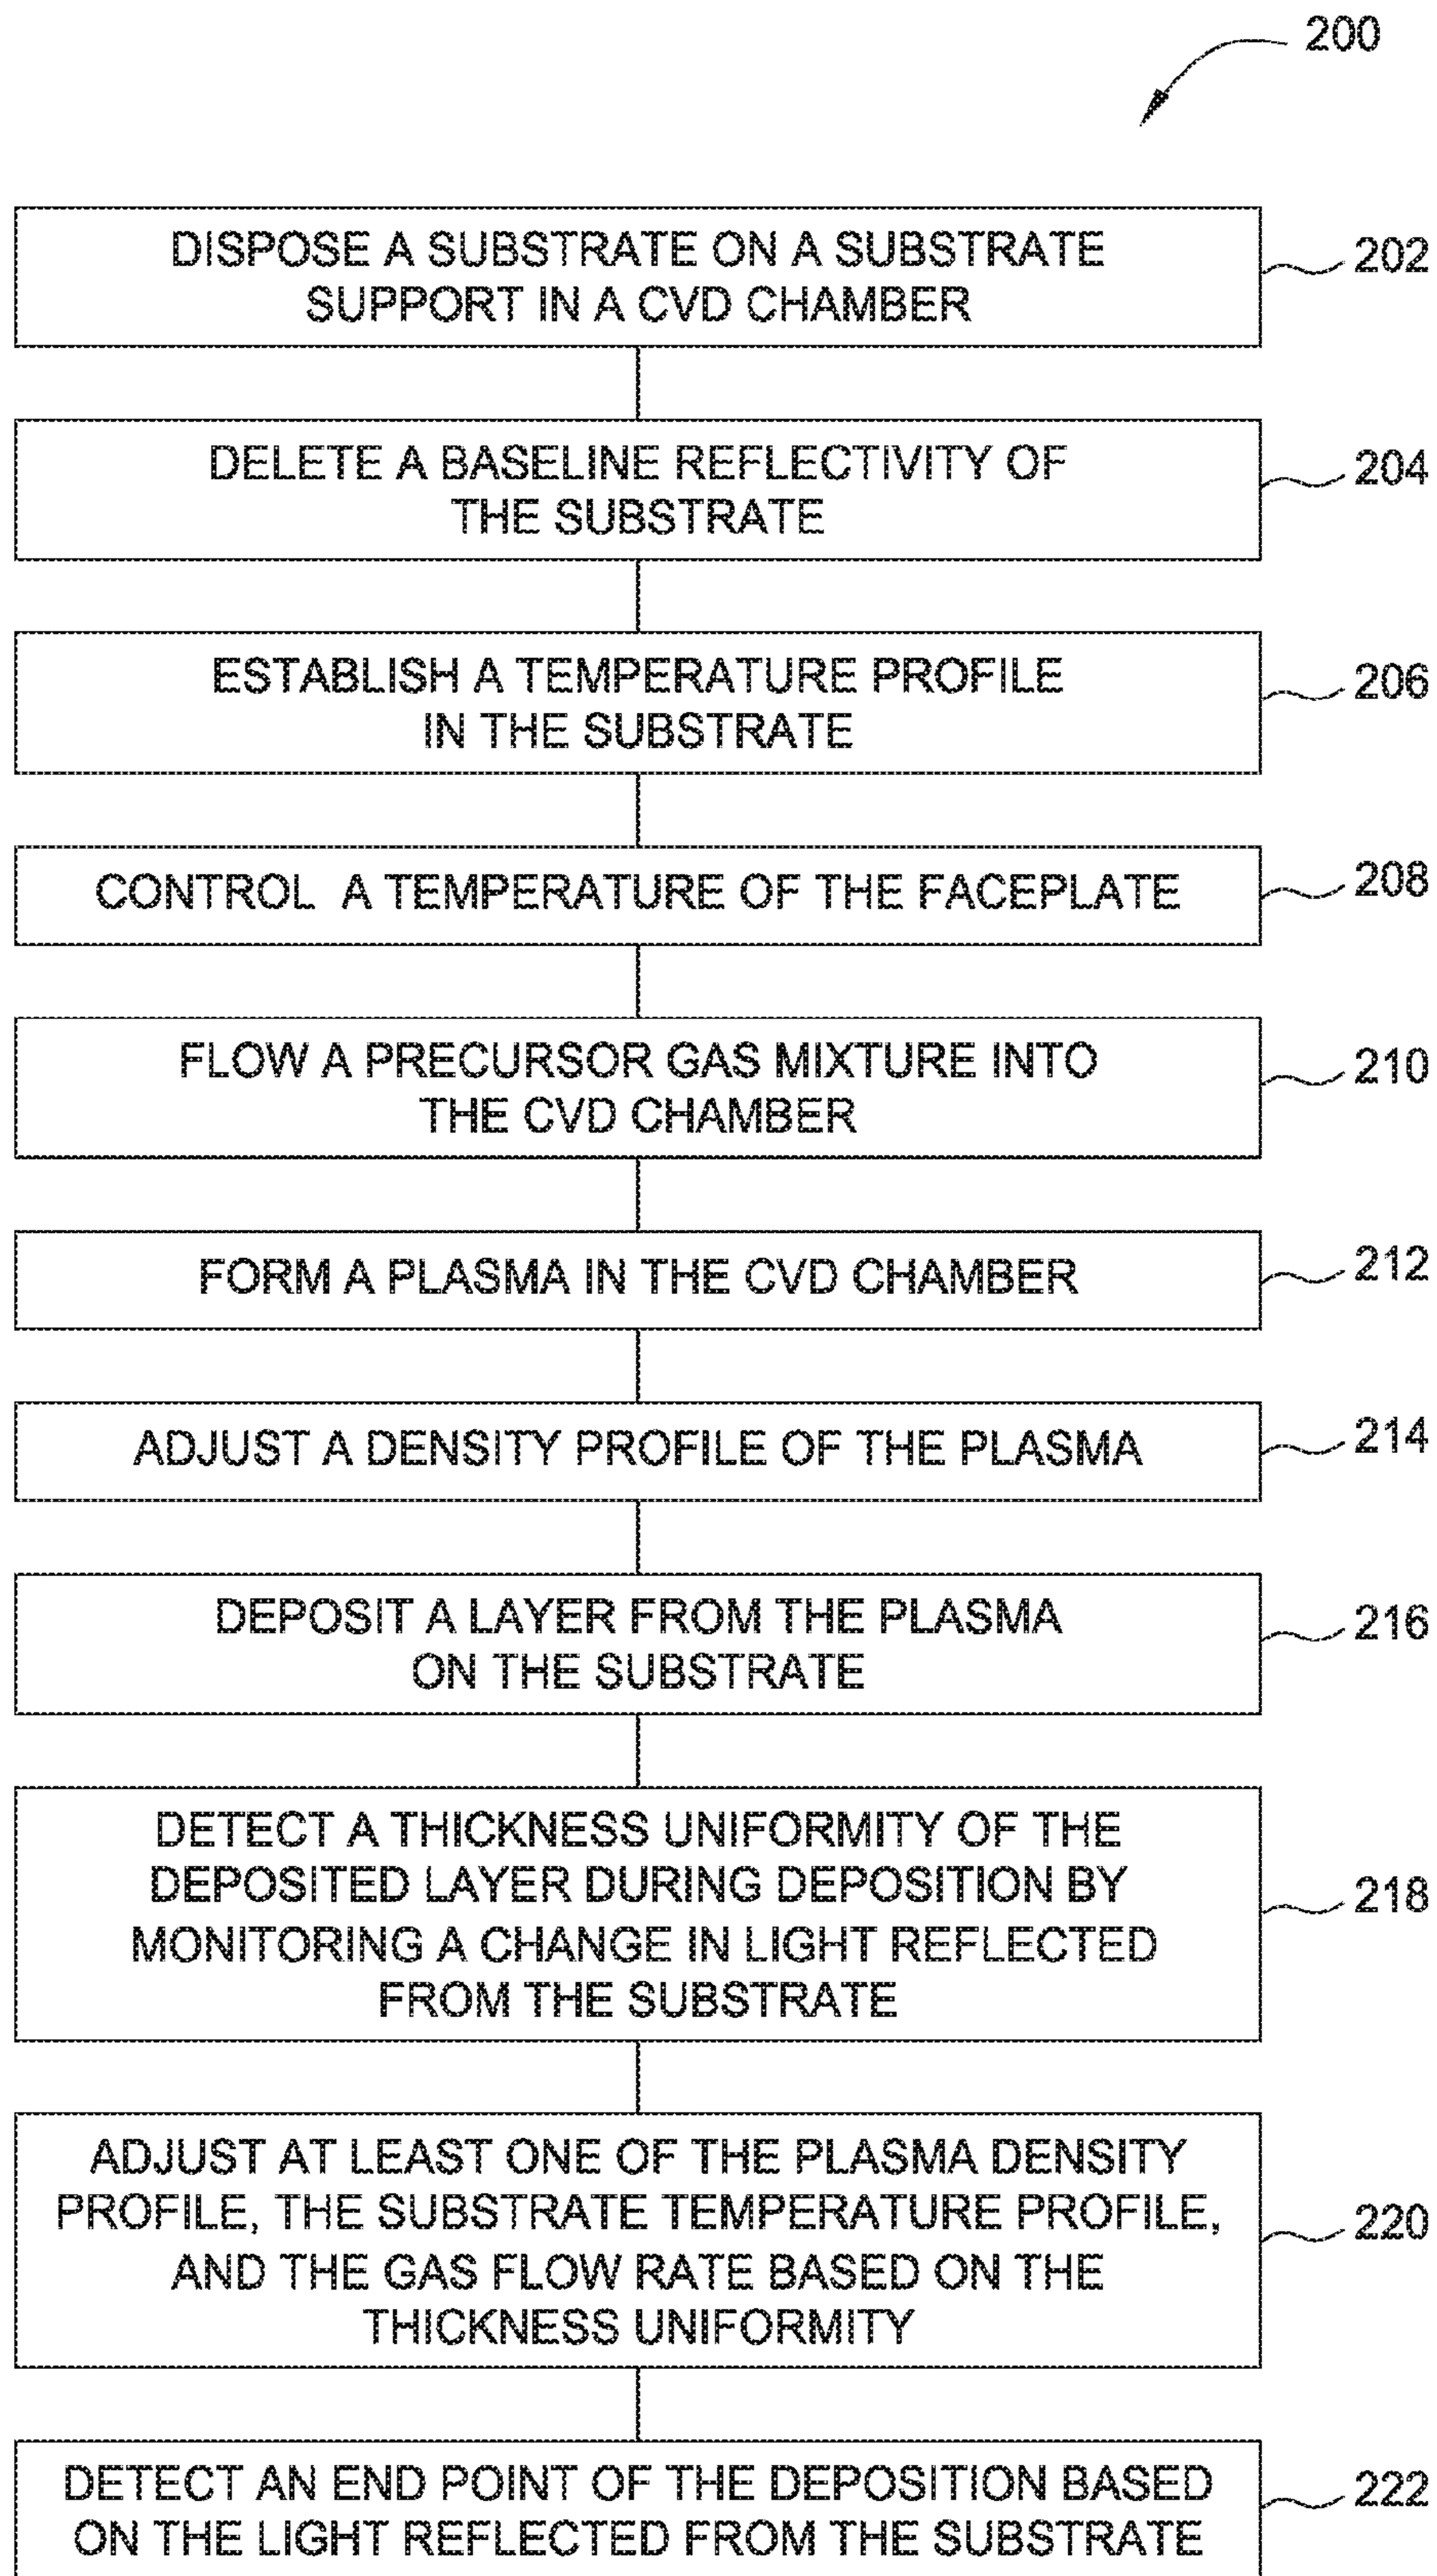 200
DISPOSE A SUBSTRATE ON A SUBSTRATE
SUPPORT IN A CVD CHAMBER
202
DELETE A BASELINE REFLECTIVITY OF
THE SUBSTRATE
204
ESTABLISH A TEMPERATURE PROFILE
IN THE SUBSTRATE
206
CONTROL A TEMPERATURE OF THE FACEPLATE
208
FLOW A PRECURSOR GAS MIXTURE INTO
THE CVD CHAMBER
210
FORM A PLASMA IN THE CVD CHAMBER
212
ADJUST A DENSITY PROFILE OF THE PLASMA
214
DEPOSIT A LAYER FROM THE PLASMA
ON THE SUBSTRATE
216
DETECT A THICKNESS UNIFORMITY OF THE
DEPOSITED LAYER DURING DEPOSITION BY
MONITORING A CHANGE IN LIGHT REFLECTED
FROM THE SUBSTRATE
218
ADJUST AT LEAST ONE OF THE PLASMA DENSITY
PROFILE, THE SUBSTRATE TEMPERATURE PROFILE,
AND THE GAS FLOW RATE BASED ON THE
THICKNESS UNIFORMITY
220
DETECT AN END POINT OF THE DEPOSITION BASED
ON THE LIGHT REFLECTED FROM THE SUBSTRATE
222